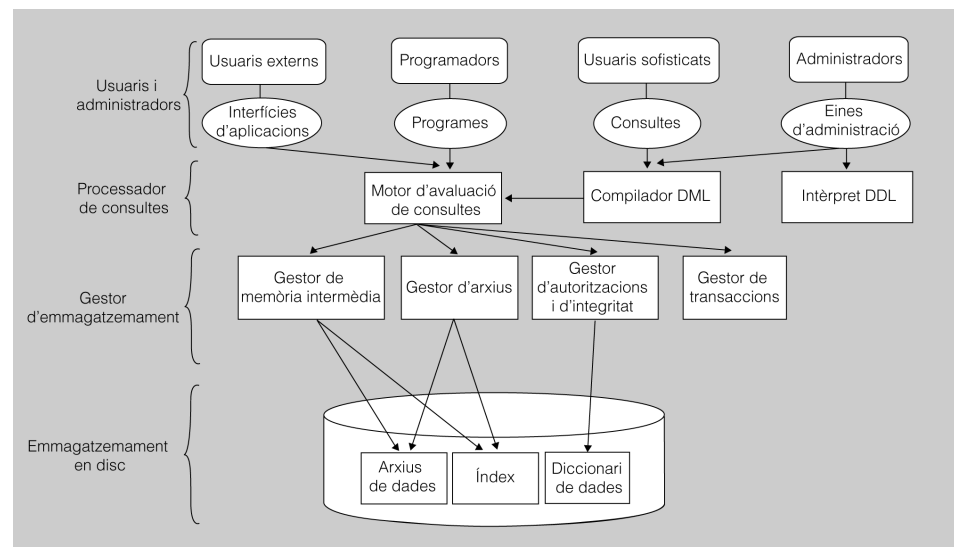 Usuaris i
administradors
Usuaris externs
Programadors
Usuaris sofisticats
Administradors
Interfícies
d'aplicacions
Programes
Consultes
Eines
d'administració
Processador
de consultes
Motor d'avaluació
de consultes
Compilador DML
Intèrpret DDL
Gestor
d'emmagatzemament
Gestor de
memòria intermèdia
Gestor d'arxius
Gestor
d'autoritzacions
i d'integritat
Gestor de
transaccions
Emmagatzemament
en disc
Arxius
de dades
Índex
Diccionari
de dades